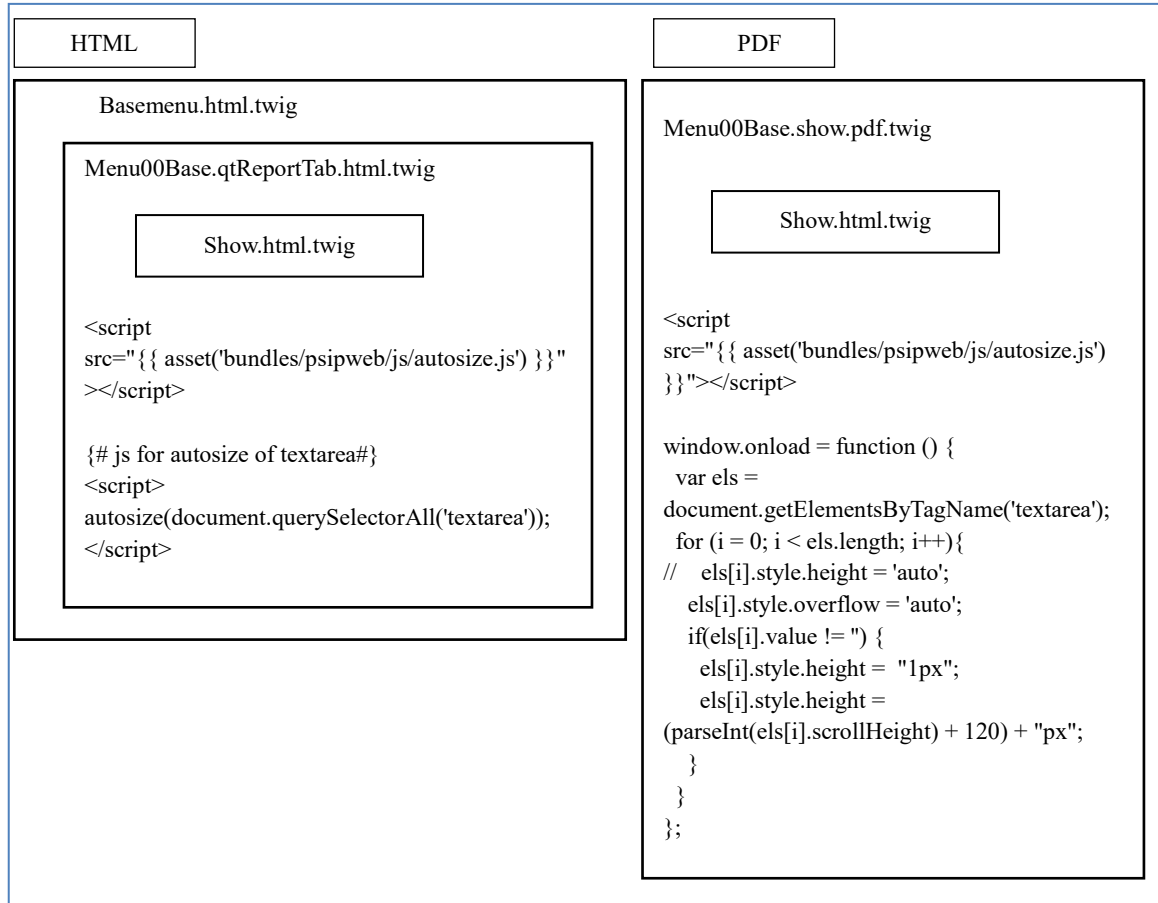 HTML
Basemenu.html.twig
Menu00Base.qtReportTab.html.twig
Show.html.twig
<script
src="{{ asset('bundles/psipweb/js/autosize.js') }}"
></script>
{# js for autosize of textarea#}
<script>
autosize(document.querySelectorAll('textarea'));
</script>
PDF
Menu00Base.show.pdf.twig
Show.html.twig
<script
src="{{ asset('bundles/psipweb/js/autosize.js')
}}"></script>
window.onload = function () {
var els =
document.getElementsByTagName('textarea');
for (i = 0; i < els.length; i++){
// els[i].style.height = 'auto';
els[i].style.overflow = 'auto';
if(els[i].value != '') {
els[i].style.height = "1px";
els[i].style.height =
(parseInt(els[i].scrollHeight) + 120) + "px";
}
}
};